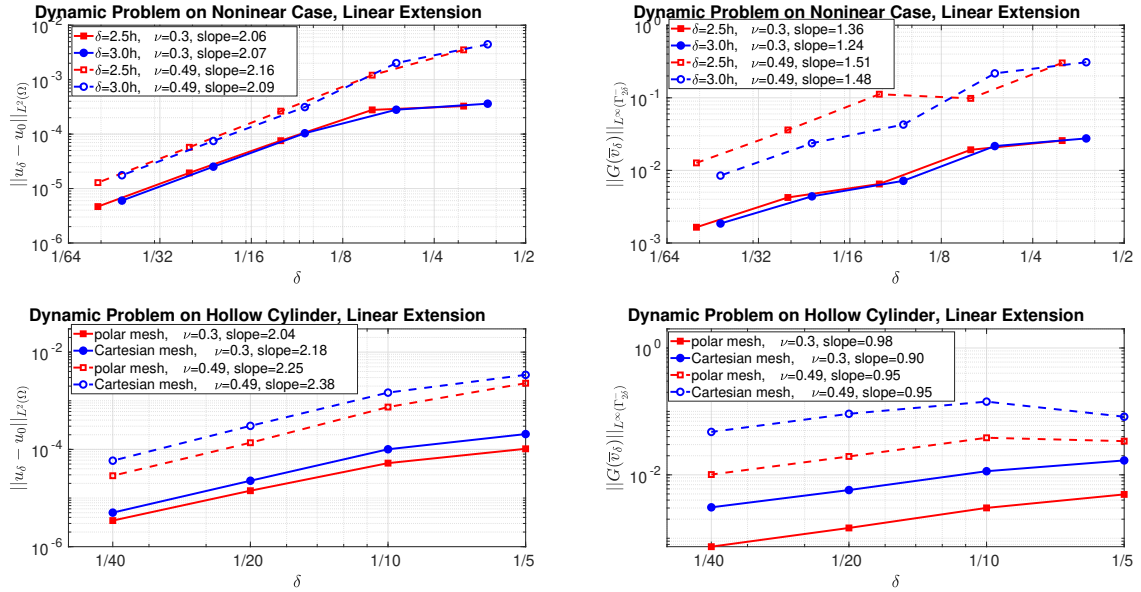 Dynamic Problem on Noninear Case, Linear Extension
δ=2.5h, ν=0.3, slope=2.06
δ=3.0h, ν=0.3, slope=2.07
δ=2.5h, ν=0.49, slope=2.16
δ=3.0h, ν=0.49, slope=2.09
10^-2
10^-3
10^-4
10^-5
10^-6
||u_δ − u_0||_{L^2(Ω)}
1/64 1/32 1/16 1/8 1/4 1/2
δ
Dynamic Problem on Noninear Case, Linear Extension
δ=2.5h, ν=0.3, slope=1.36
δ=3.0h, ν=0.3, slope=1.24
δ=2.5h, ν=0.49, slope=1.51
δ=3.0h, ν=0.49, slope=1.48
10^0
10^-1
10^-2
10^-3
||G(v̅_δ)||_{L^∞(Γ^-_{2δ})}
1/64 1/32 1/16 1/8 1/4 1/2
δ
Dynamic Problem on Hollow Cylinder, Linear Extension
polar mesh, ν=0.3, slope=2.04
Cartesian mesh, ν=0.3, slope=2.18
polar mesh, ν=0.49, slope=2.25
Cartesian mesh, ν=0.49, slope=2.38
10^-2
10^-4
10^-6
||u_δ − u_0||_{L^2(Ω)}
1/40 1/20 1/10 1/5
δ
Dynamic Problem on Hollow Cylinder, Linear Extension
polar mesh, ν=0.3, slope=0.98
Cartesian mesh, ν=0.3, slope=0.90
polar mesh, ν=0.49, slope=0.95
Cartesian mesh, ν=0.49, slope=0.95
10^0
10^-2
||G(v̅_δ)||_{L^∞(Γ^-_{2δ})}
1/40 1/20 1/10 1/5
δ